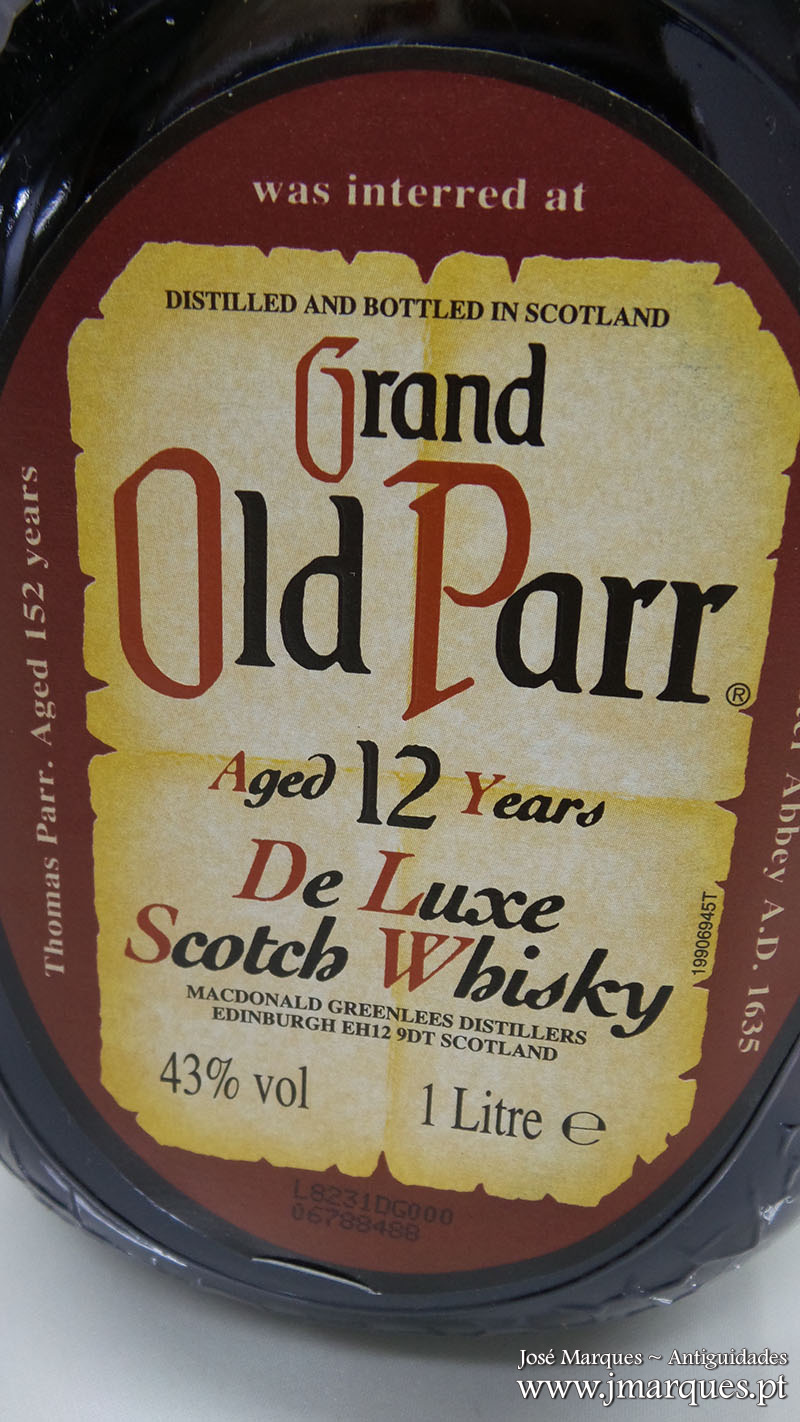 was interred at
DISTILLED AND BOTTLED IN SCOTLAND
Grand
Old Parr®
Aged 12 Years
De Luxe
Scotch Whisky
MACDONALD GREENLEES DISTILLERS
EDINBURGH EH12 9DT SCOTLAND
43% vol 1 Litre ℮
19906945T
Thomas Parr. Aged 152 years
Abbey A.D. 1635
L8231DG000
06788488
José Marques ~ Antiguidades
www.jmarques.pt